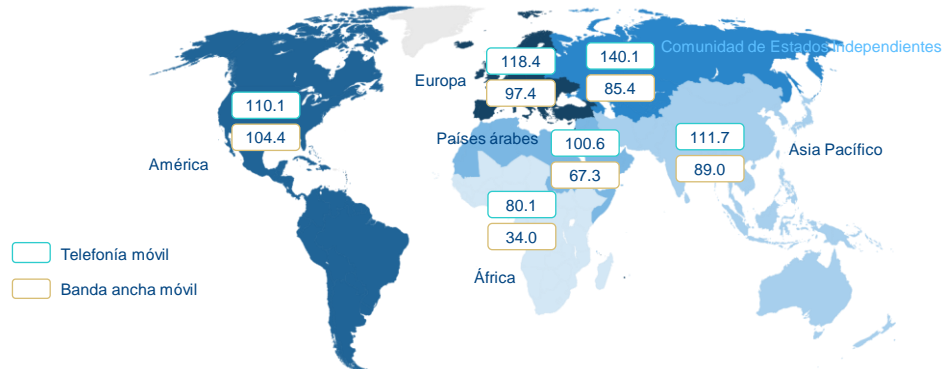 Comunidad de Estados Independientes
118.4
140.1
Europa
97.4
85.4
110.1
104.4
América
Países árabes
100.6
67.3
111.7
89.0
Asia Pacífico
80.1
34.0
África
Telefonía móvil
Banda ancha móvil